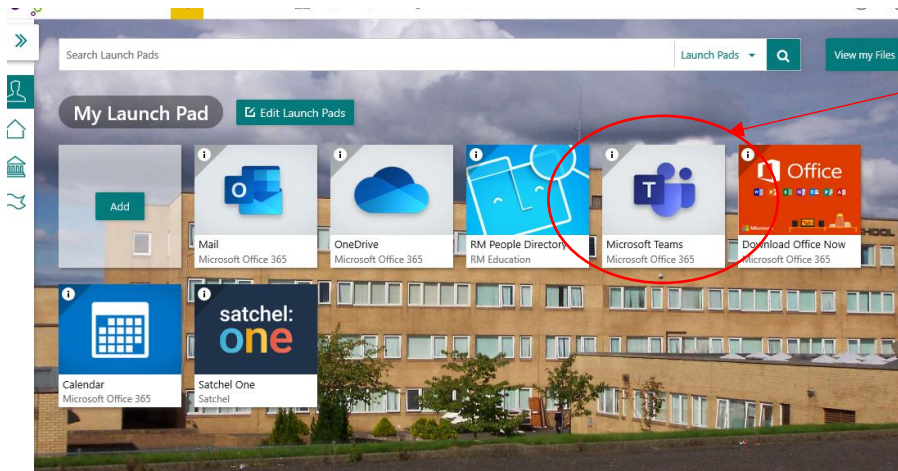 Search Launch Pads
Launch Pads
View my Files
My Launch Pad
Edit Launch Pads
Add
Mail
Microsoft Office 365
OneDrive
Microsoft Office 365
RM People Directory
RM Education
T
Microsoft Teams
Microsoft Office 365
Office
Microsoft
Download Office Now
Microsoft Office 365
HOOL
Calendar
Microsoft Office 365
satchel:
one
Satchel One
Satchel